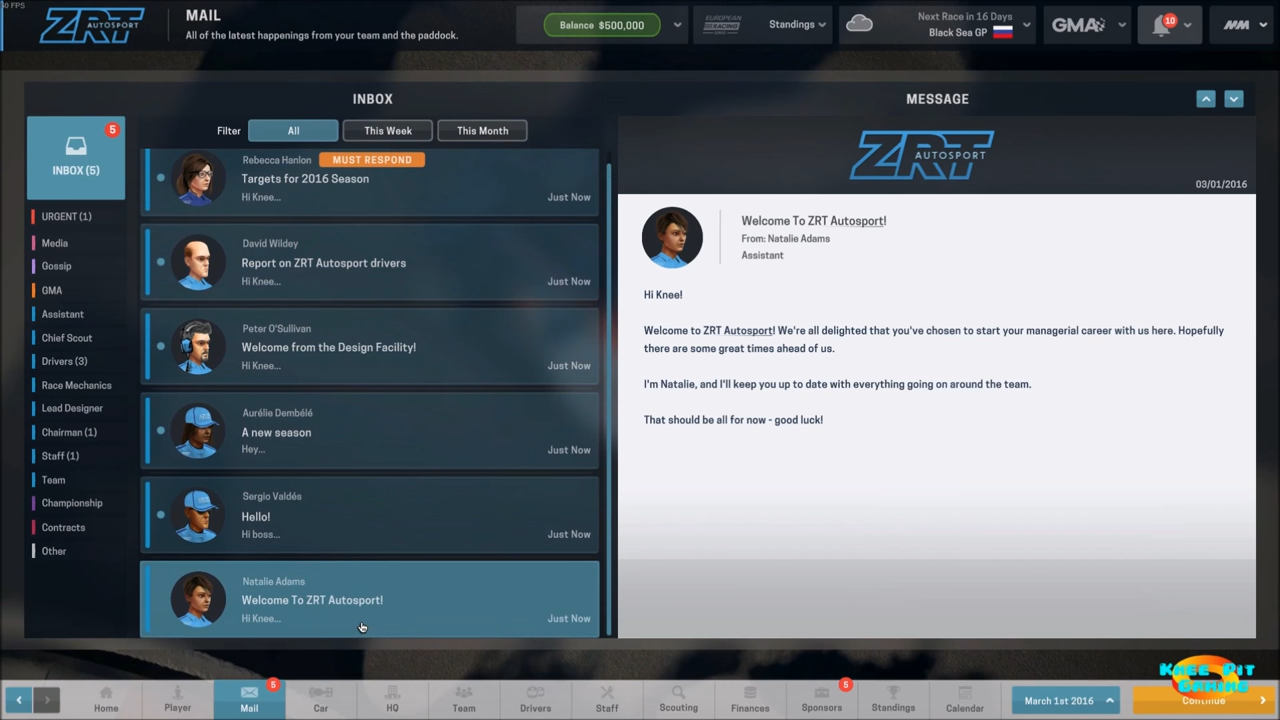 ZRT AUTOSPORT
MAIL
All of the latest happenings from your team and the paddock.
Balance $500,000
EUROPEAN RACING
Standings
Next Race in 16 Days
Black Sea GP
GMA
10
MM
INBOX
Filter
All
This Week
This Month
5
INBOX (5)
URGENT (1)
Media
Gossip
GMA
Assistant
Chief Scout
Drivers (3)
Race Mechanics
Lead Designer
Chairman (1)
Staff (1)
Team
Championship
Contracts
Other
Rebecca Hanlon
MUST RESPOND
Targets for 2016 Season
Hi Knee...
Just Now
David Wildey
Report on ZRT Autosport drivers
Hi Knee...
Just Now
Peter O'Sullivan
Welcome from the Design Facility!
Hi Knee...
Just Now
Aurélie Dembélé
A new season
Hey...
Just Now
Sergio Valdés
Hello!
Hi boss...
Just Now
Natalie Adams
Welcome To ZRT Autosport!
Hi Knee...
Just Now
MESSAGE
ZRT AUTOSPORT
03/01/2016
Welcome To ZRT Autosport!
From: Natalie Adams
Assistant
Hi Knee!
Welcome to ZRT Autosport! We're all delighted that you've chosen to start your managerial career with us here. Hopefully
there are some great times ahead of us.
I'm Natalie, and I'll keep you up to date with everything going on around the team.
That should be all for now - good luck!
Knee Pit
Gaming
Home
Player
Mail
5
Car
HQ
Team
Drivers
Staff
Scouting
Finances
Sponsors
5
Standings
Calendar
March 1st 2016
Continue